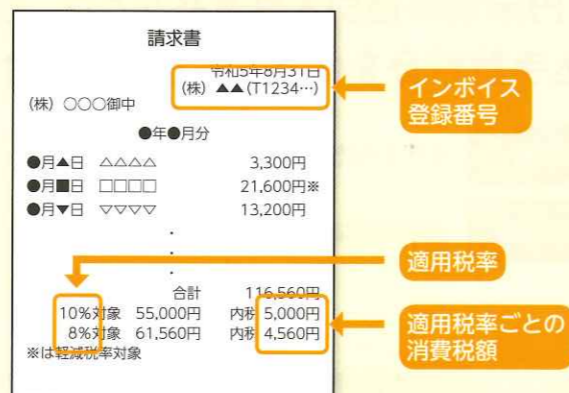 請求書
令和5年8月31日
(株) ▲▲(T1234…)
インボイス
登録番号
(株) ○○○御中
●年●月分
●月▲日 △△△△ 3,300円
●月■日 □□□□ 21,600円※
●月▼日 ▽▽▽▽ 13,200円
・
・
・
適用税率
合計 116,560円
10%対象 55,000円 内税 5,000円
8%対象 61,560円 内税 4,560円
※は軽減税率対象
適用税率ごとの
消費税額